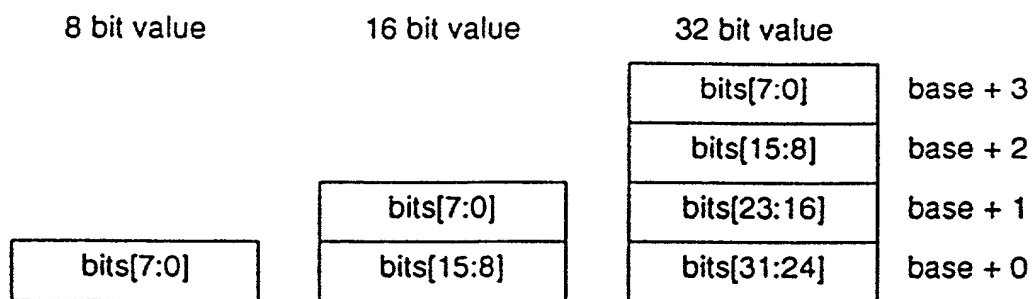 8 bit value 16 bit value 32 bit value
bits[7:0] base + 3
bits[15:8] base + 2
bits[7:0] bits[23:16] base + 1
bits[7:0] bits[15:8] bits[31:24] base + 0